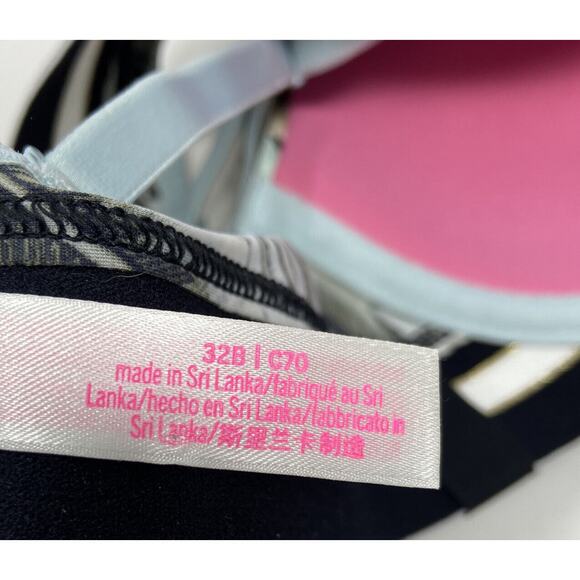 32B | C70
made in Sri Lanka/fabriqué au Sri
Lanka/hecho en Sri Lanka/fabbricato in
Sri Lanka/斯里兰卡制造